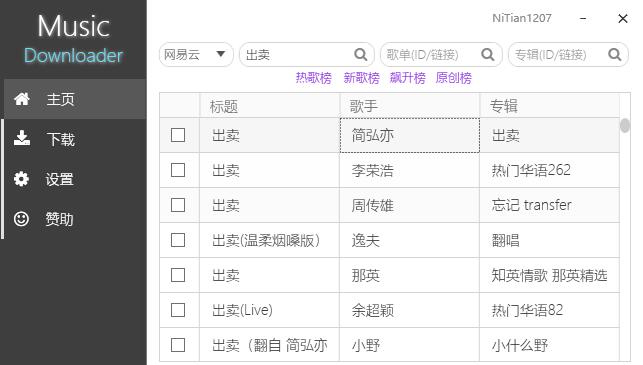 Music
Downloader
主页
下载
设置
赞助
NiTian1207
网易云 出卖 歌单(ID/链接) 专辑(ID/链接)
热歌榜 新歌榜 飙升榜 原创榜
标题 歌手 专辑
出卖 简弘亦 出卖
出卖 李荣浩 热门华语262
出卖 周传雄 忘记 transfer
出卖(温柔烟嗓版) 逸夫 翻唱
出卖 那英 知英情歌 那英精选
出卖(Live) 余超颖 热门华语82
出卖（翻自 简弘亦 小野 小什么野